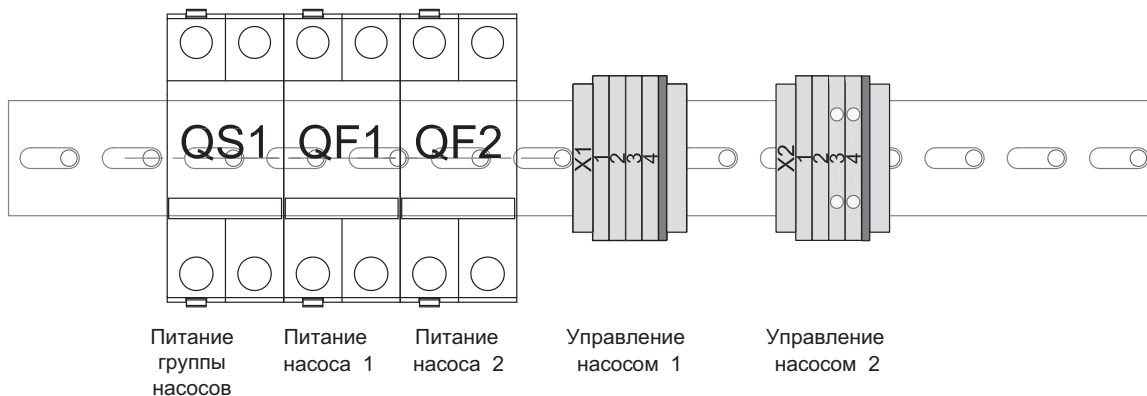 QS1 QF1 QF2
X1 1 2 3 4
X2 1 2 3 4
Питание
группы
насосов
Питание
насоса 1
Питание
насоса 2
Управление
насосом 1
Управление
насосом 2